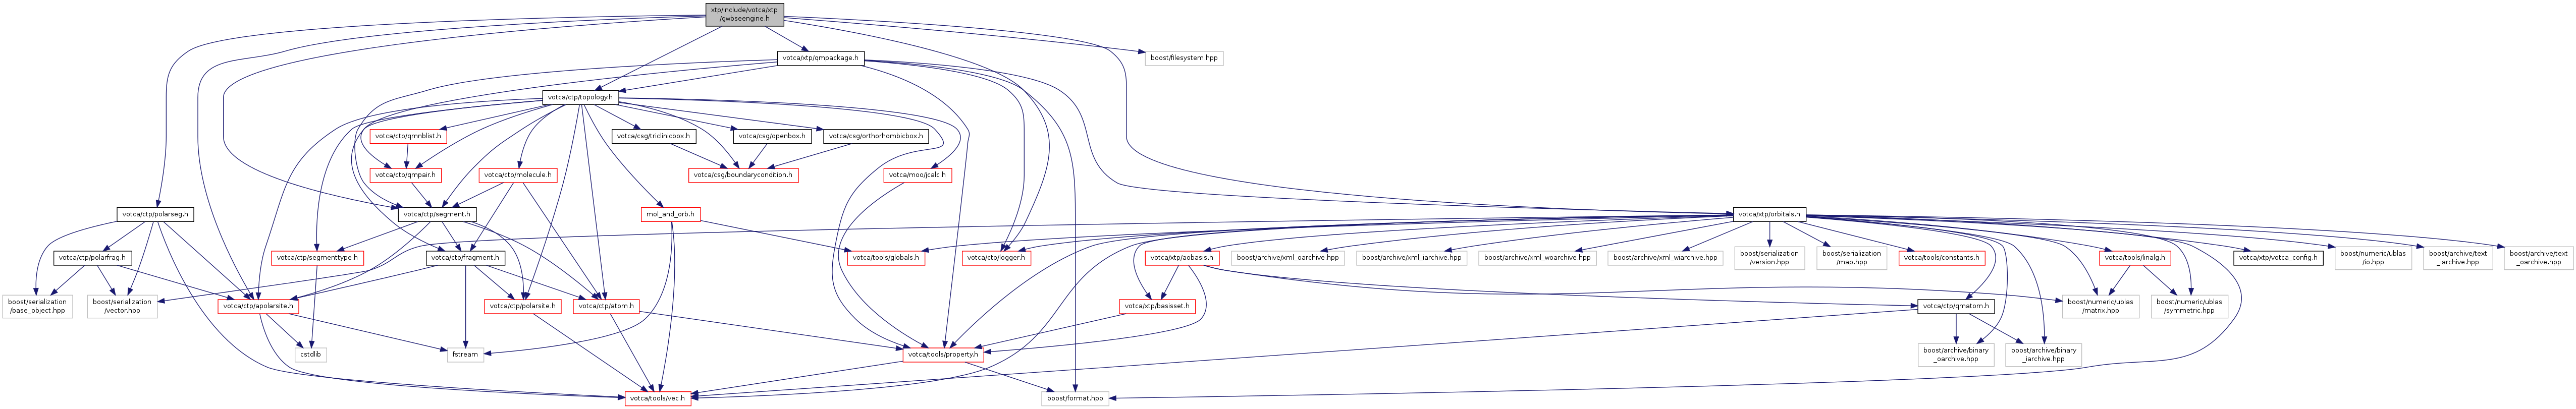 xtp/include/votca/xtp
/gwbseengine.h
votca/xtp/qmpackage.h
boost/filesystem.hpp
votca/ctp/topology.h
votca/ctp/qmnblist.h
votca/csg/triclinicbox.h
votca/csg/openbox.h
votca/csg/orthorhombicbox.h
votca/ctp/qmpair.h
votca/ctp/molecule.h
votca/csg/boundarycondition.h
votca/moo/jcalc.h
votca/ctp/polarseg.h
votca/ctp/segment.h
mol_and_orb.h
votca/xtp/orbitals.h
votca/ctp/polarfrag.h
votca/ctp/segmenttype.h
votca/ctp/fragment.h
votca/tools/globals.h
votca/ctp/logger.h
votca/xtp/aobasis.h
boost/archive/xml_oarchive.hpp
boost/archive/xml_iarchive.hpp
boost/archive/xml_woarchive.hpp
boost/archive/xml_wiarchive.hpp
boost/serialization
/version.hpp
boost/serialization
/map.hpp
votca/tools/constants.h
votca/tools/linalg.h
votca/xtp/votca_config.h
boost/numeric/ublas
/io.hpp
boost/archive/text
_iarchive.hpp
boost/archive/text
_oarchive.hpp
boost/serialization
/base_object.hpp
boost/serialization
/vector.hpp
votca/ctp/apolarsite.h
votca/ctp/polarsite.h
votca/ctp/atom.h
votca/xtp/basisset.h
votca/ctp/qmatom.h
boost/numeric/ublas
/matrix.hpp
boost/numeric/ublas
/symmetric.hpp
cstdlib
fstream
votca/tools/property.h
boost/archive/binary
_oarchive.hpp
boost/archive/binary
_iarchive.hpp
votca/tools/vec.h
boost/format.hpp